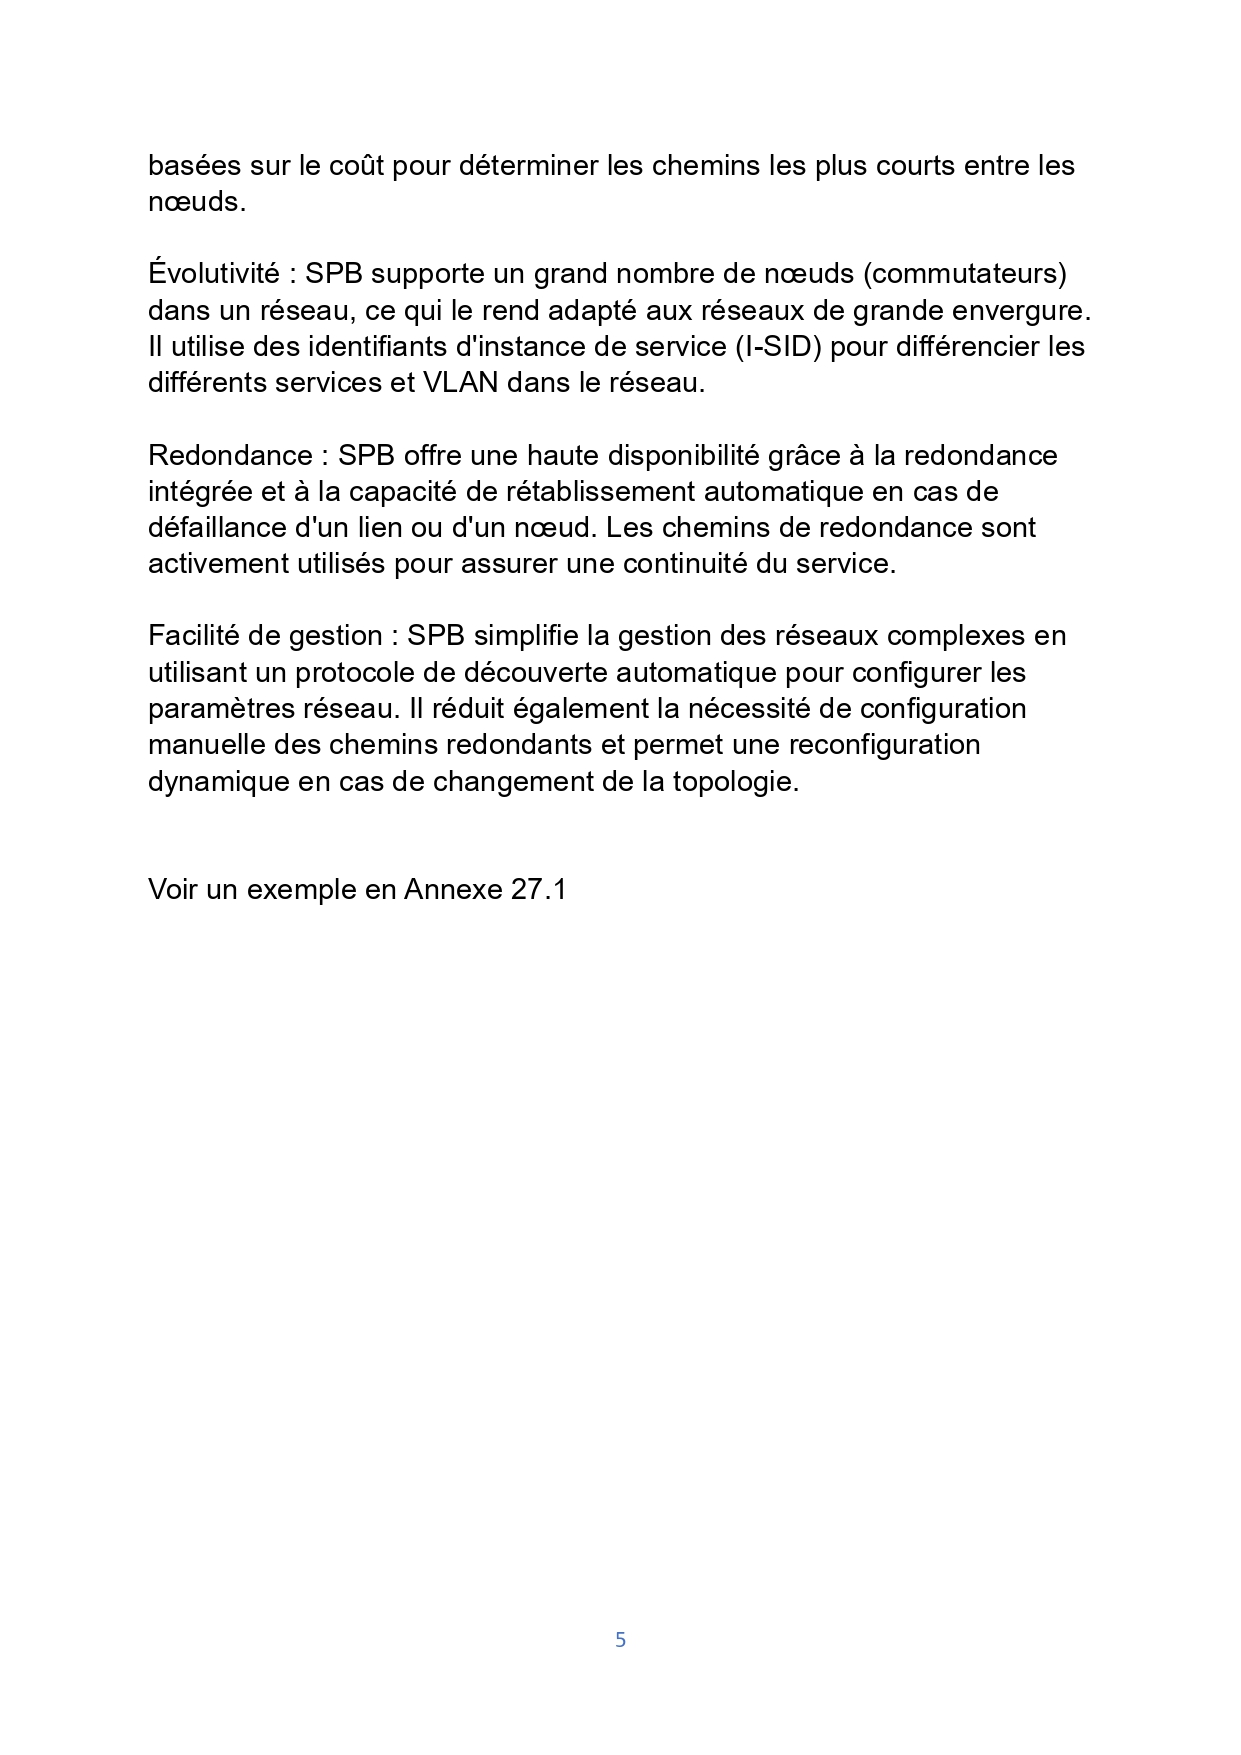 basées sur le coût pour déterminer les chemins les plus courts entre les
nœuds.
Évolutivité : SPB supporte un grand nombre de nœuds (commutateurs)
dans un réseau, ce qui le rend adapté aux réseaux de grande envergure.
Il utilise des identifiants d'instance de service (I-SID) pour différencier les
différents services et VLAN dans le réseau.
Redondance : SPB offre une haute disponibilité grâce à la redondance
intégrée et à la capacité de rétablissement automatique en cas de
défaillance d'un lien ou d'un nœud. Les chemins de redondance sont
activement utilisés pour assurer une continuité du service.
Facilité de gestion : SPB simplifie la gestion des réseaux complexes en
utilisant un protocole de découverte automatique pour configurer les
paramètres réseau. Il réduit également la nécessité de configuration
manuelle des chemins redondants et permet une reconfiguration
dynamique en cas de changement de la topologie.
Voir un exemple en Annexe 27.1
5